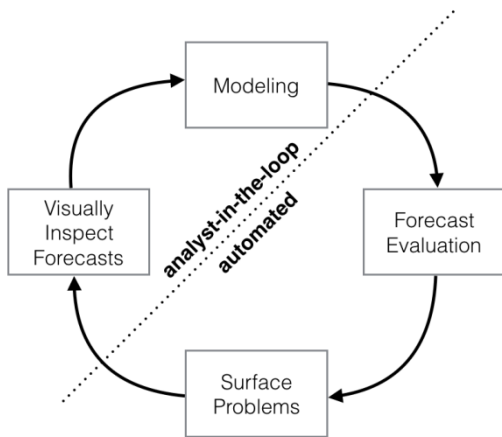 Modeling
analyst-in-the-loop
automated
Visually
Inspect
Forecasts
Forecast
Evaluation
Surface
Problems